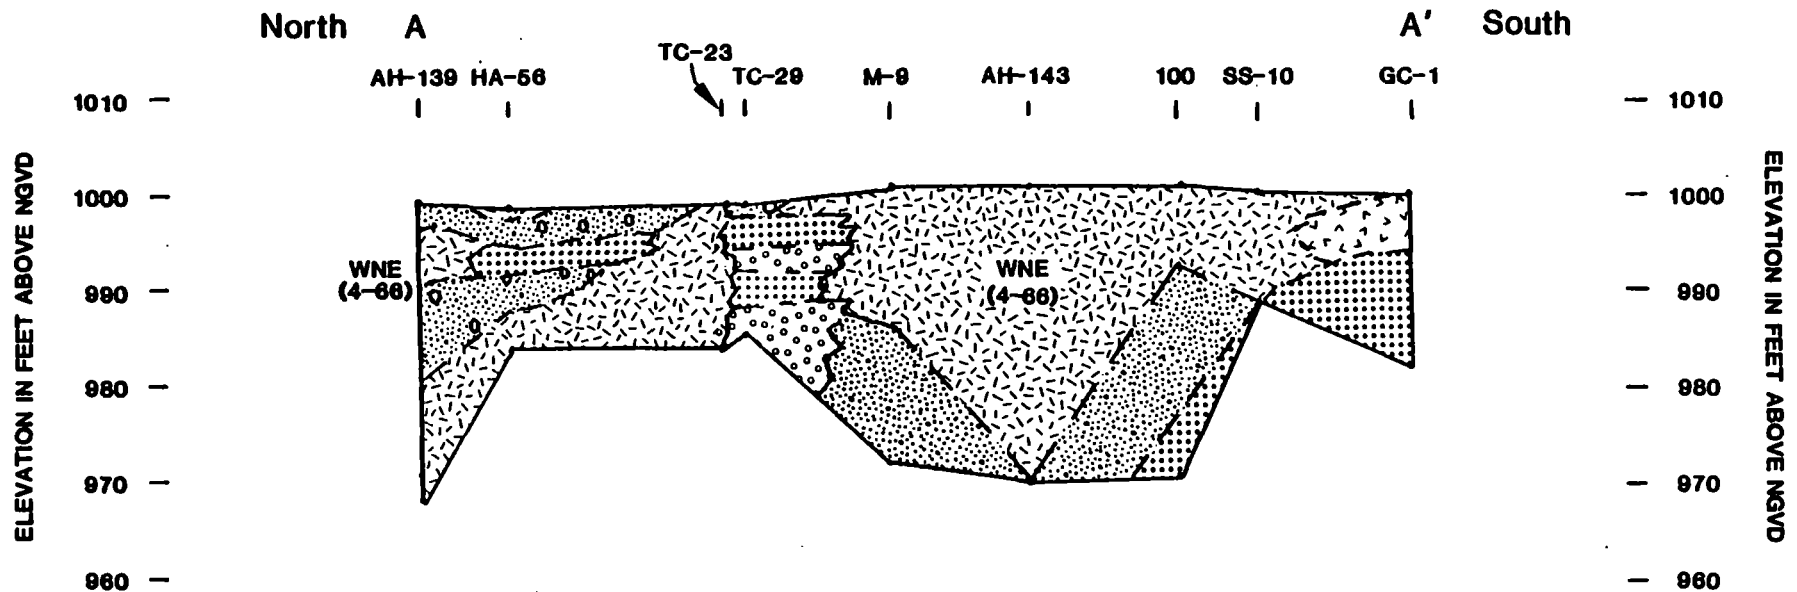 North A A' South
TC-23
AH-139 HA-56 TC-29 M-9 AH-143 100 SS-10 GC-1
1010 1010
1000 1000
WNE
(4-66)
WNE
(4-66)
990 990
980 980
970 970
960 960
ELEVATION IN FEET ABOVE NGVD
ELEVATION IN FEET ABOVE NGVD